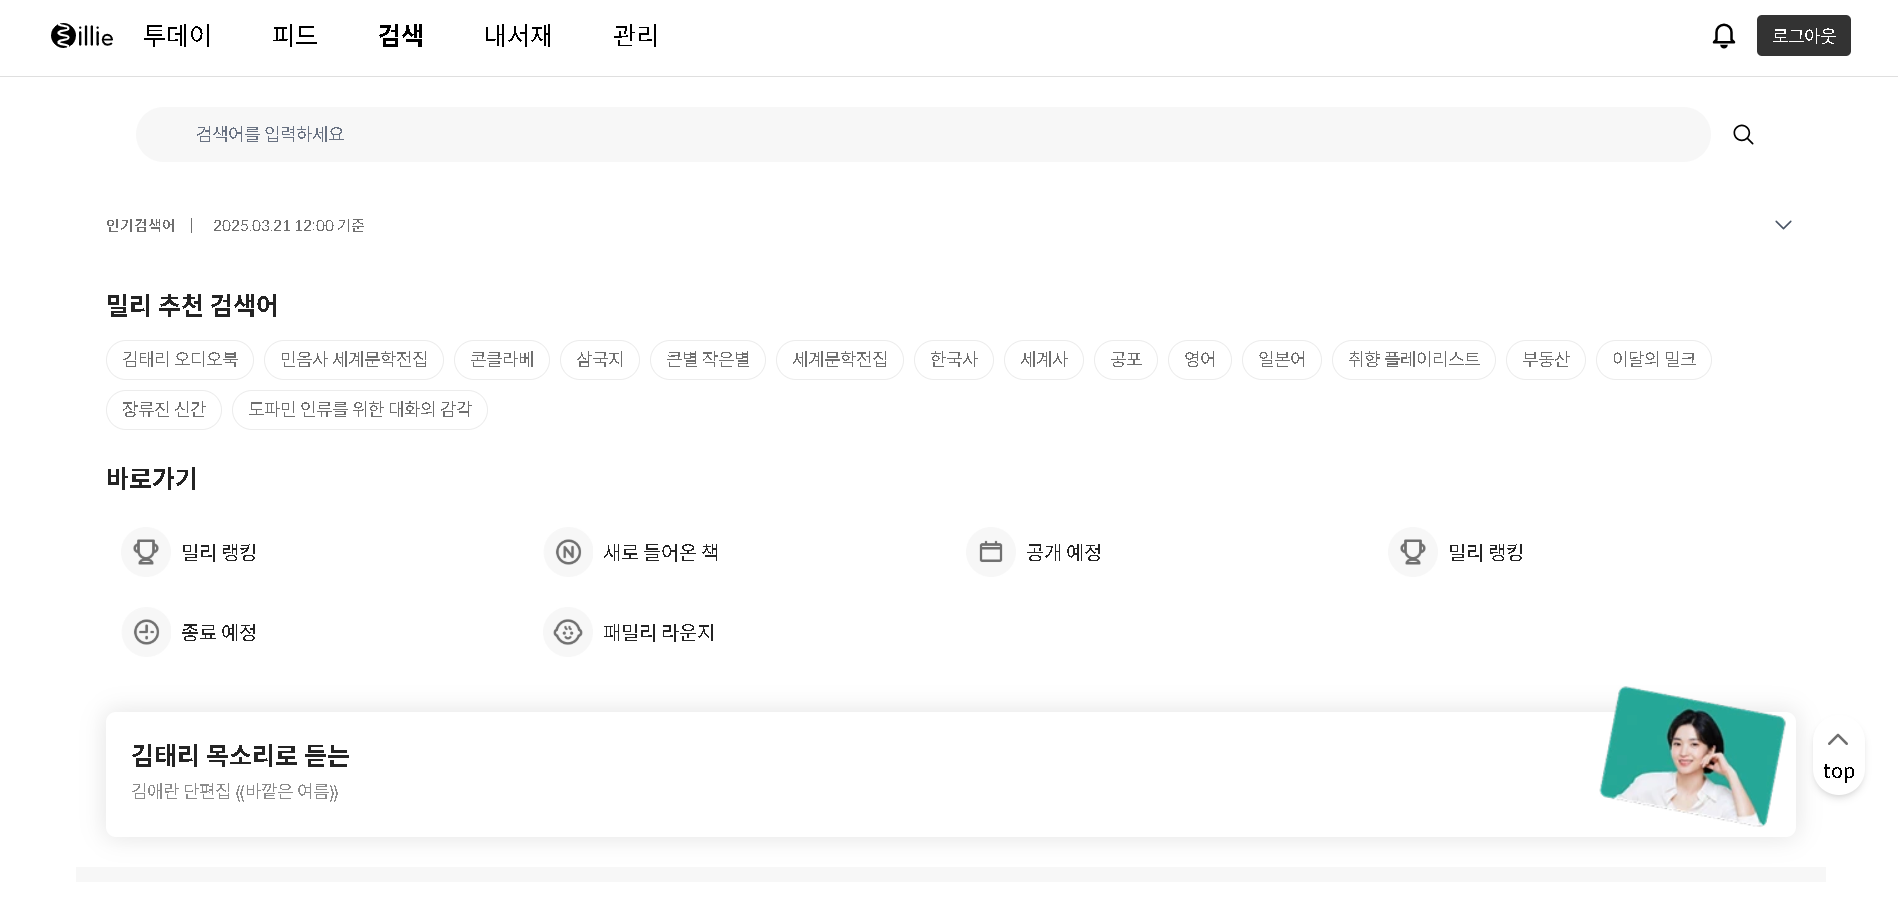 millie 투데이 피드 검색 내서재 관리 로그아웃
검색어를 입력하세요
인기검색어 | 2025.03.21 12:00 기준
밀리 추천 검색어
김태리 오디오북 민음사 세계문학전집 콘클라베 삼국지 큰별 작은별 세계문학전집 한국사 세계사 공포 영어 일본어 취향 플레이리스트 부동산 이달의 밀크
장류진 신간 도파민 인류를 위한 대화의 감각
바로가기
밀리 랭킹 새로 들어온 책 공개 예정 밀리 랭킹
종료 예정 패밀리 라운지
김태리 목소리로 듣는
김애란 단편집 ⟪바깥은 여름⟫
top